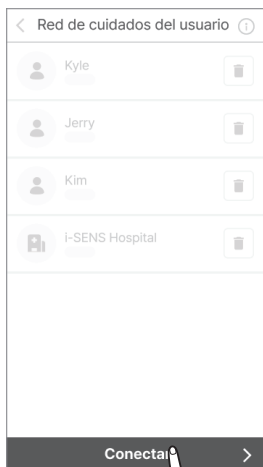 Red de cuidados del usuario
Kyle
Jerry
Kim
i-SENS Hospital
Conectar